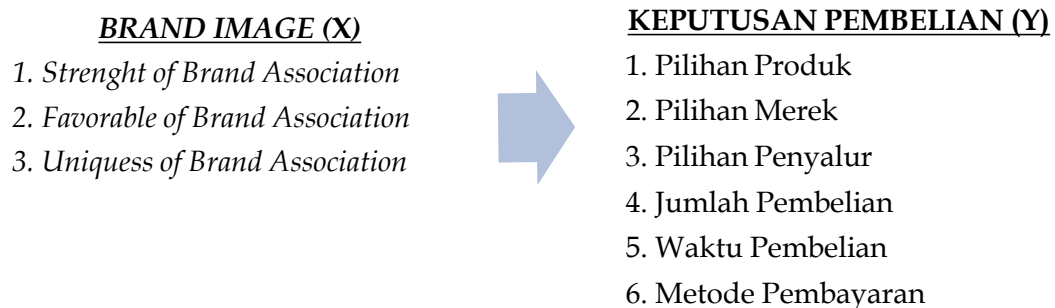 BRAND IMAGE (X)
1. Strenght of Brand Association
2. Favorable of Brand Association
3. Uniquess of Brand Association
KEPUTUSAN PEMBELIAN (Y)
1. Pilihan Produk
2. Pilihan Merek
3. Pilihan Penyalur
4. Jumlah Pembelian
5. Waktu Pembelian
6. Metode Pembayaran